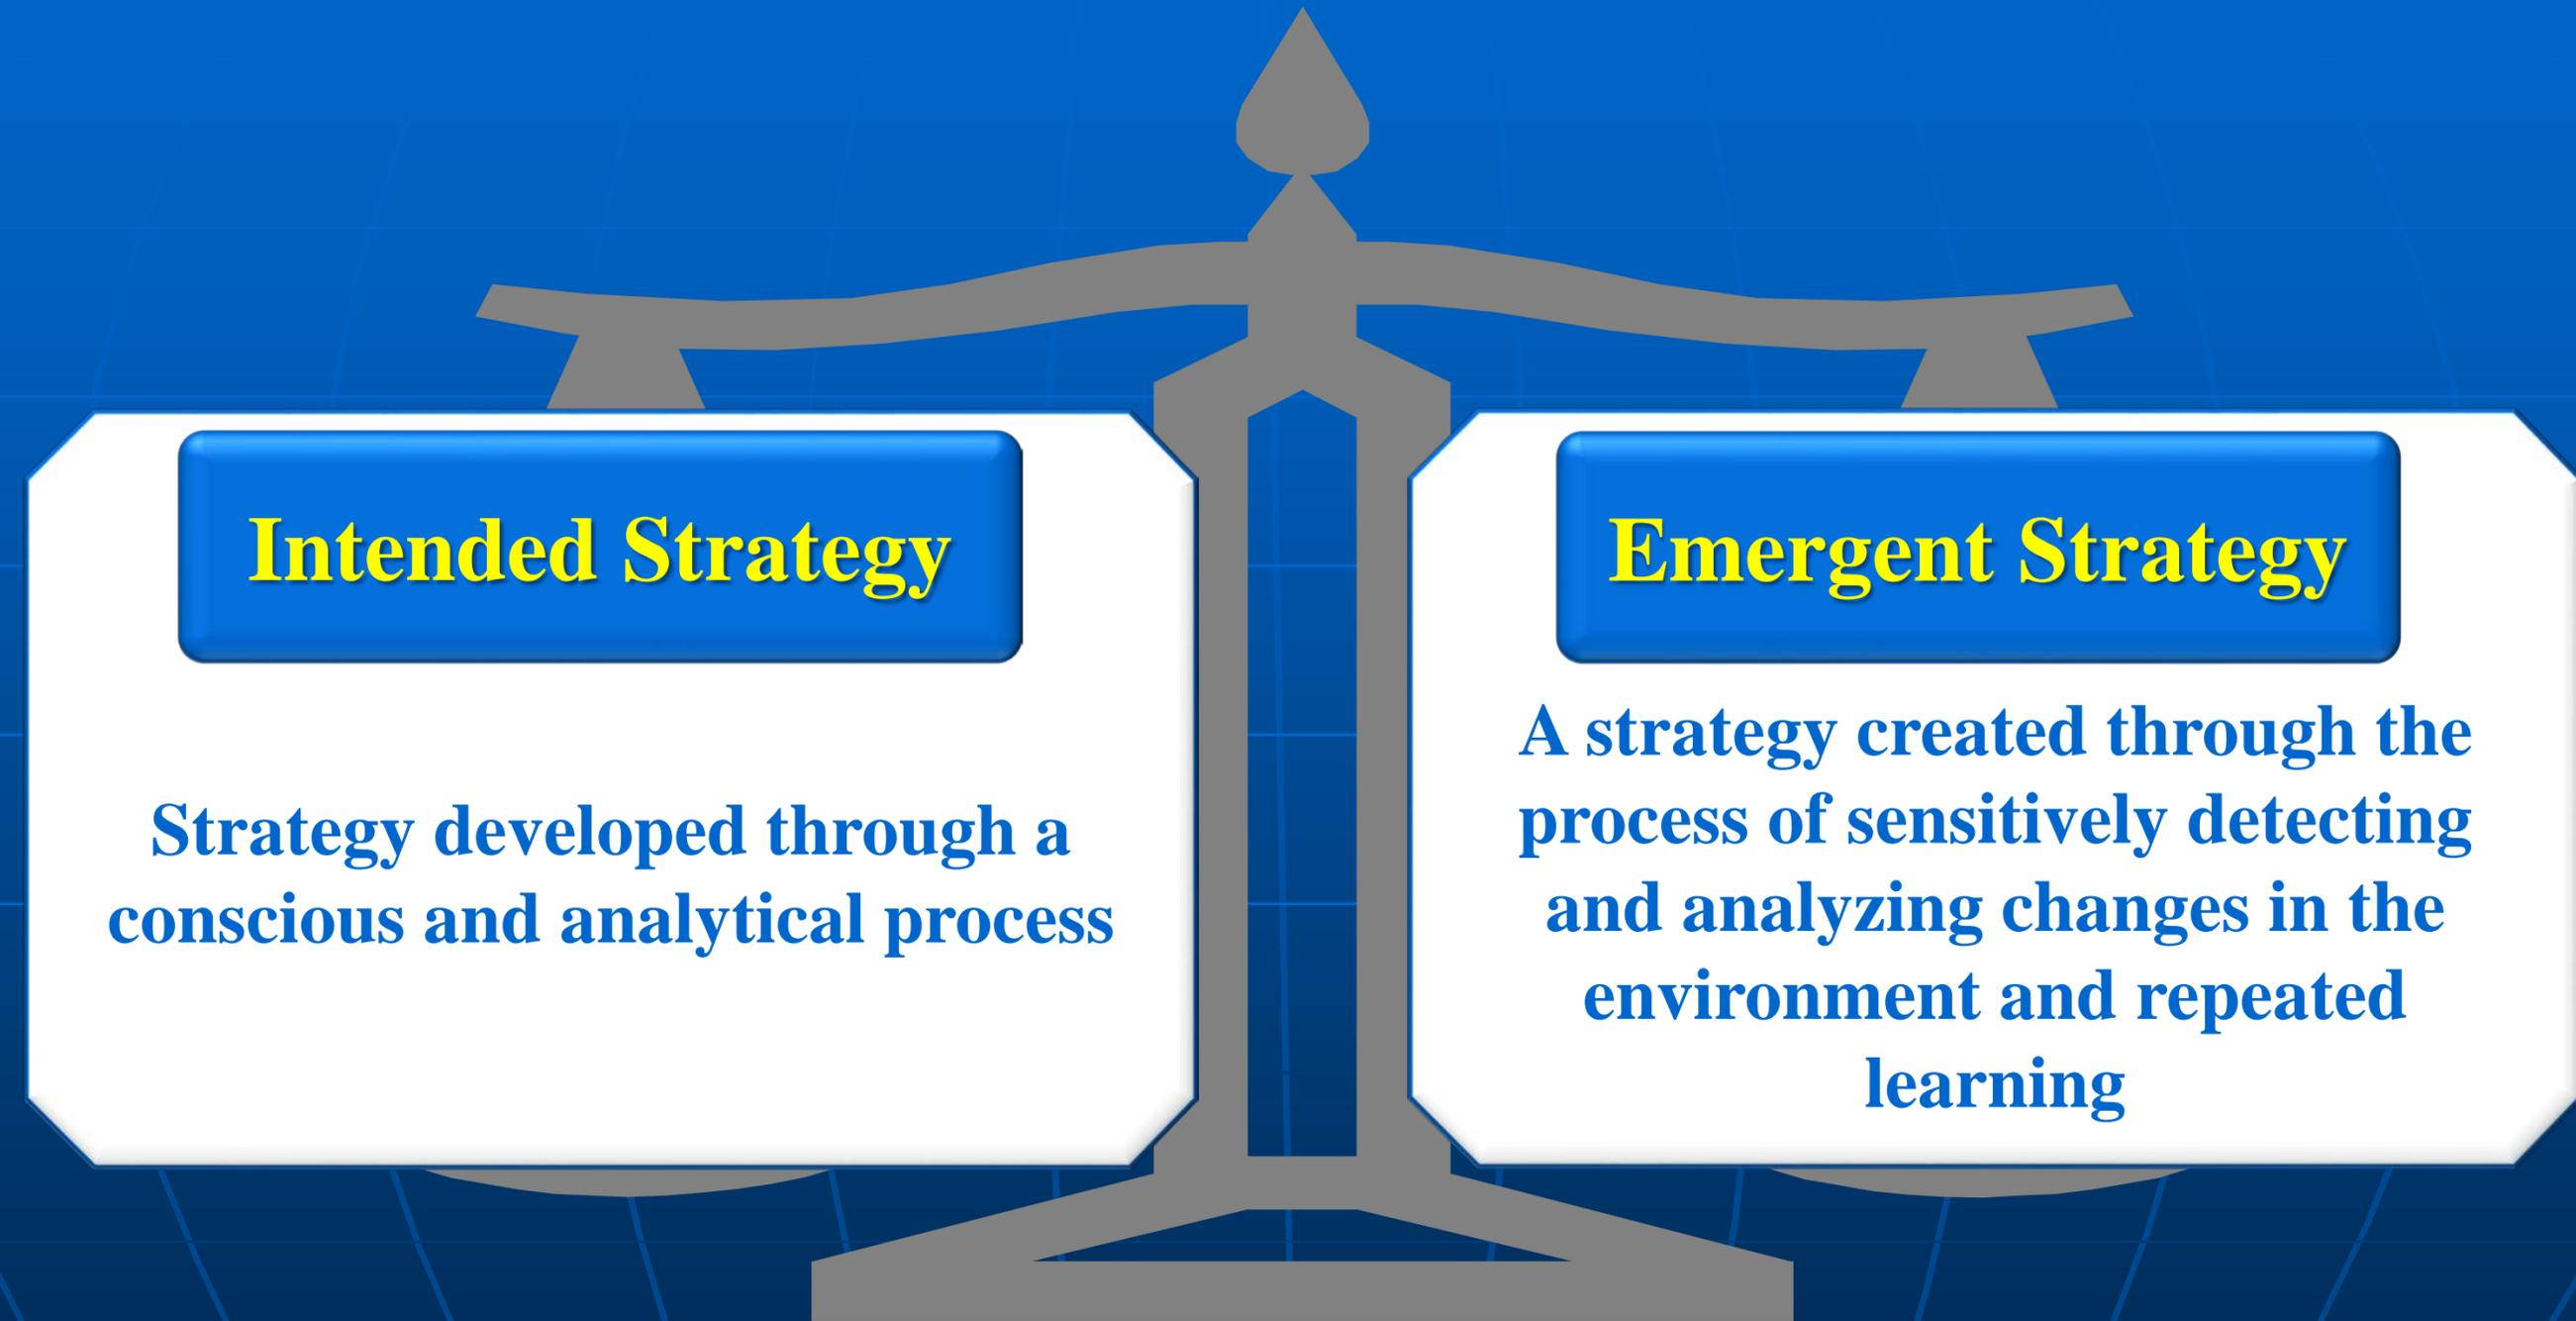 Intended Strategy
Strategy developed through a
conscious and analytical process
Emergent Strategy
A strategy created through the
process of sensitively detecting
and analyzing changes in the
environment and repeated
learning